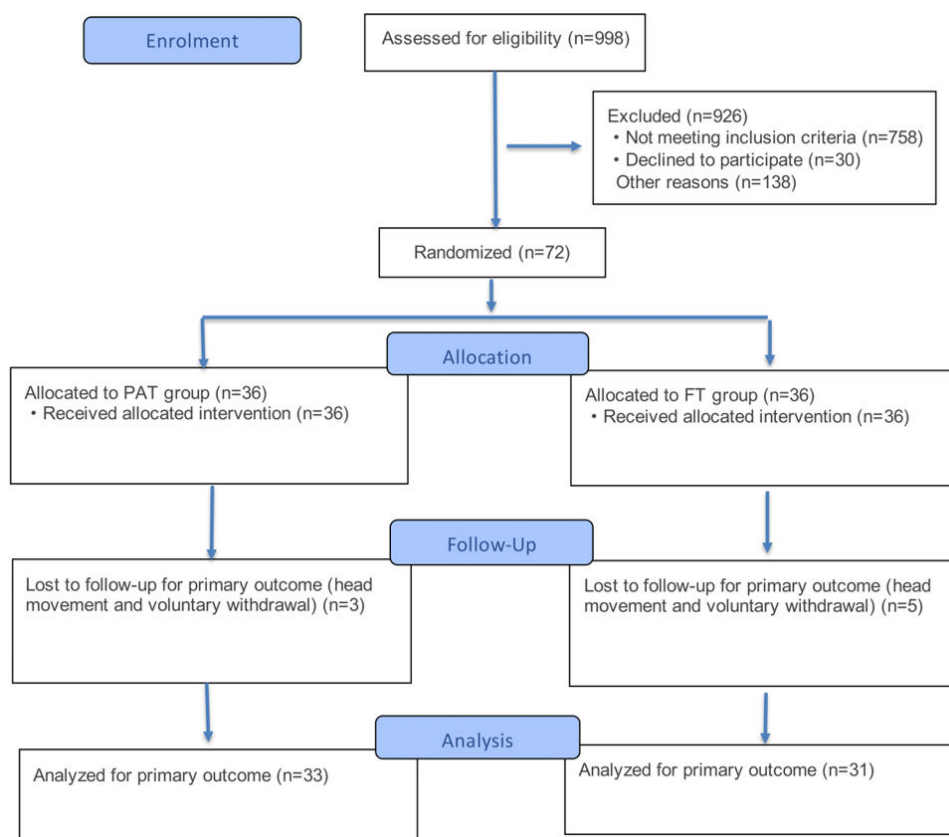 Enrolment
Assessed for eligibility (n=998)
Excluded (n=926)
• Not meeting inclusion criteria (n=758)
• Declined to participate (n=30)
Other reasons (n=138)
Randomized (n=72)
Allocation
Allocated to PAT group (n=36)
• Received allocated intervention (n=36)
Allocated to FT group (n=36)
• Received allocated intervention (n=36)
Follow-Up
Lost to follow-up for primary outcome (head
movement and voluntary withdrawal) (n=3)
Lost to follow-up for primary outcome (head
movement and voluntary withdrawal) (n=5)
Analysis
Analyzed for primary outcome (n=33)
Analyzed for primary outcome (n=31)